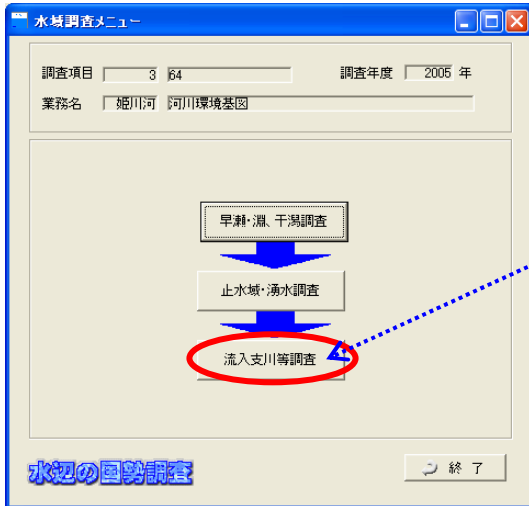 水域調査メニュー
調査項目 3 64 調査年度 2005 年
業務名 姫川河 河川環境基図
早瀬・淵、干潟調査
止水域・湧水調査
流入支川等調査
水辺の国勢調査
終 了